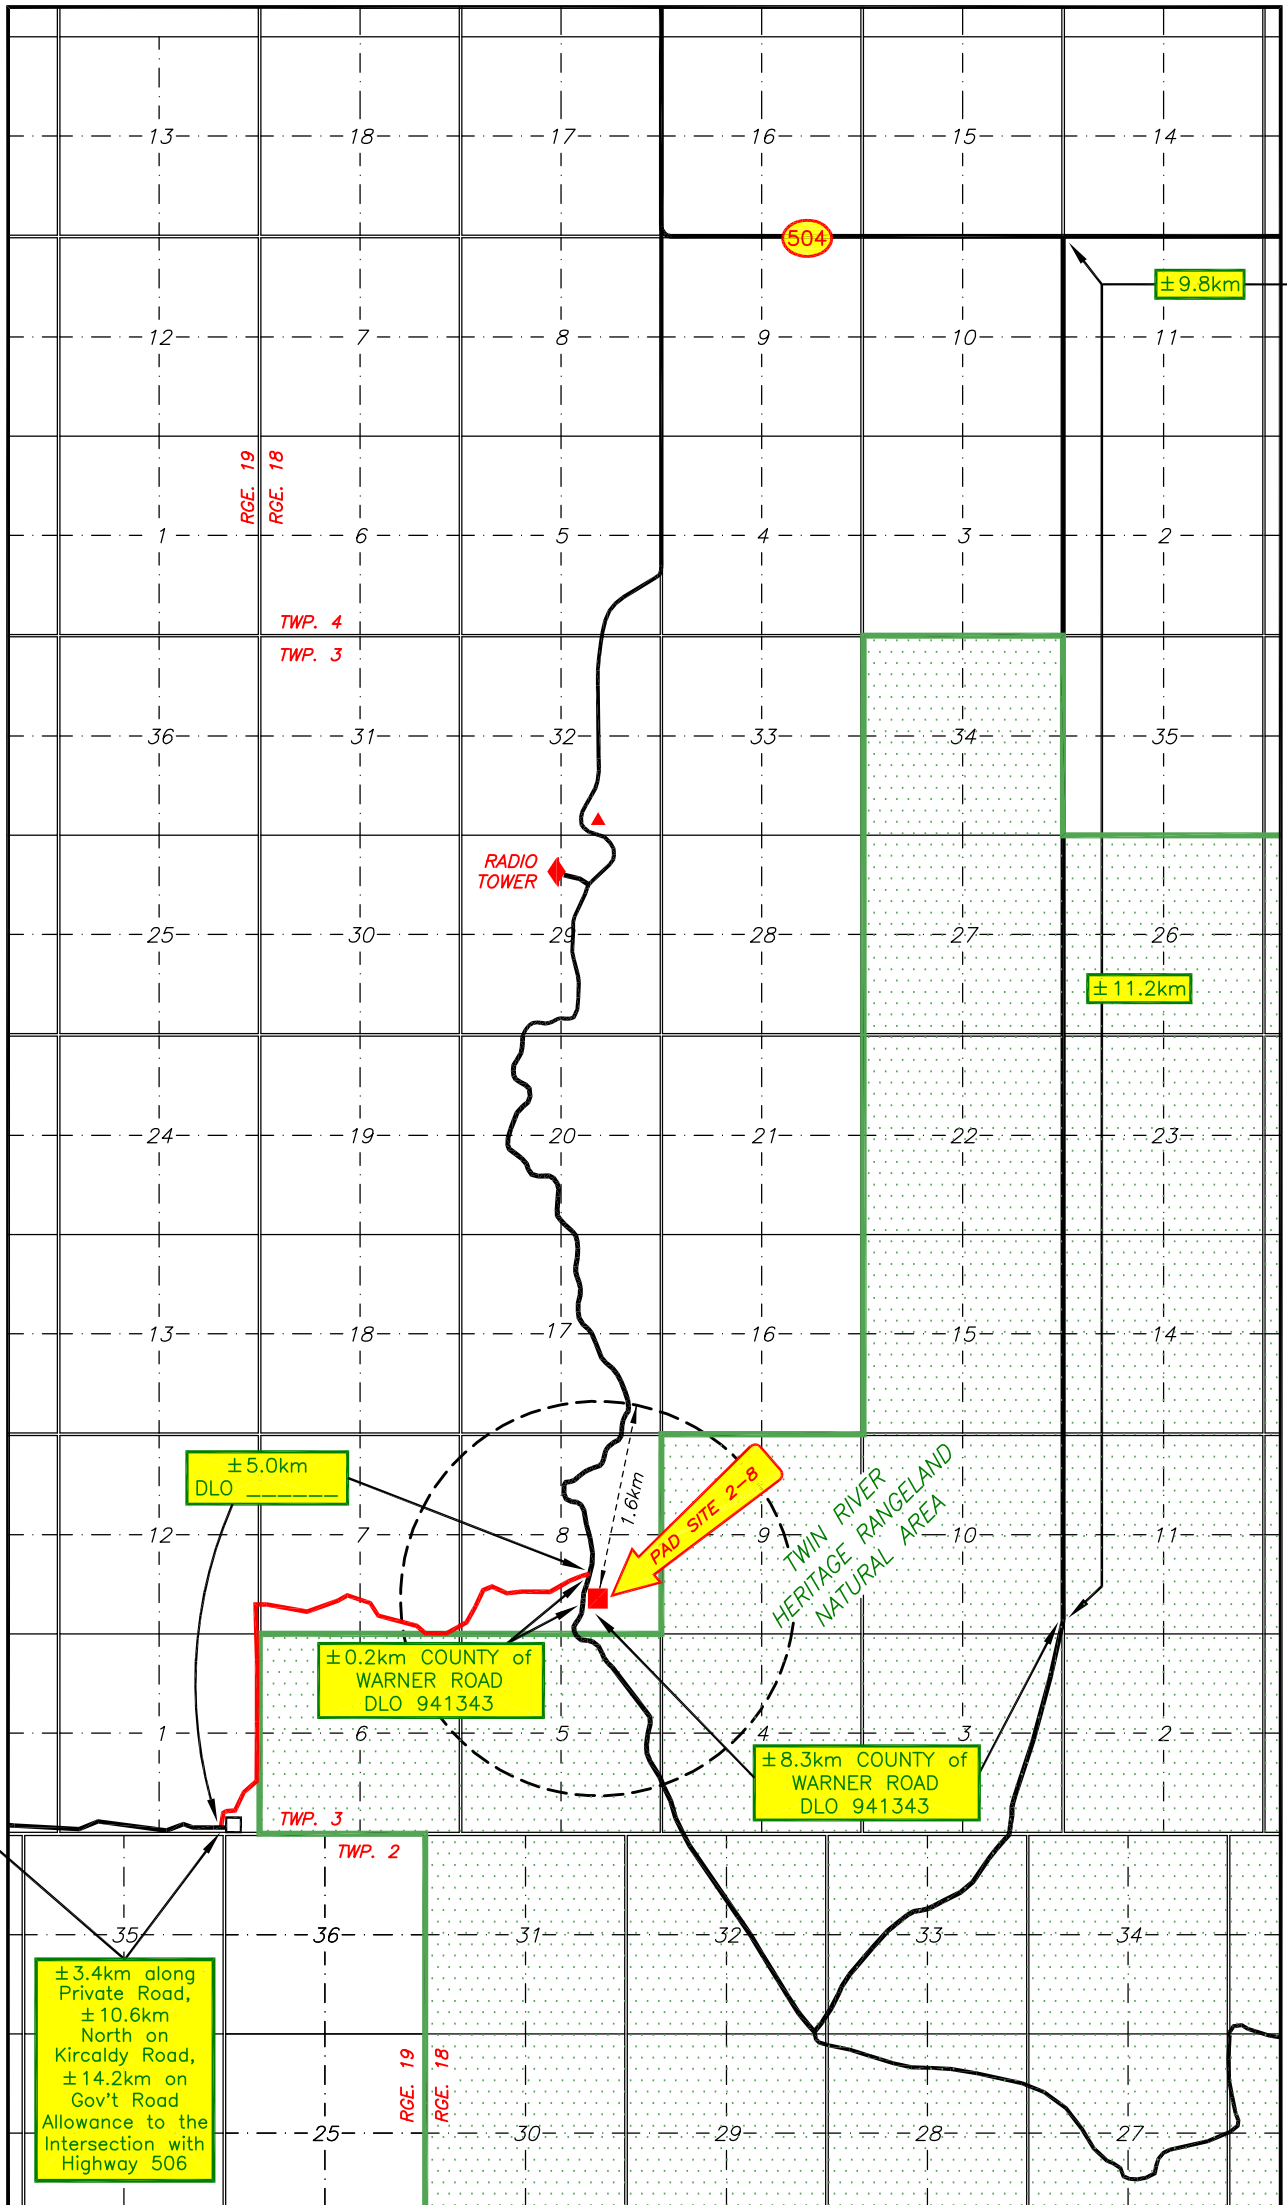 13 18 17 16 15 14
504
±9.8km
12 7 8 9 10 11
RGE. 19
RGE. 18
1 6 5 4 3 2
TWP. 4
TWP. 3
36 31 32 33 34 35
RADIO
TOWER
25 30 29 28 27 26
±11.2km
24 19 20 21 22 23
13 18 17 16 15 14
±5.0km
DLO ______
1.6km
PAD SITE 2-8
12 7 8 9 10 11
TWIN RIVER
HERITAGE RANGELAND
NATURAL AREA
±0.2km COUNTY of
WARNER ROAD
DLO 941343
1 6 5 4 3 2
±8.3km COUNTY of
WARNER ROAD
DLO 941343
TWP. 3
TWP. 2
35 36 31 32 33 34
±3.4km along
Private Road,
±10.6km
North on
Kircaldy Road,
±14.2km on
Gov't Road
Allowance to the
Intersection with
Highway 506
RGE. 19
RGE. 18
25 30 29 28 27